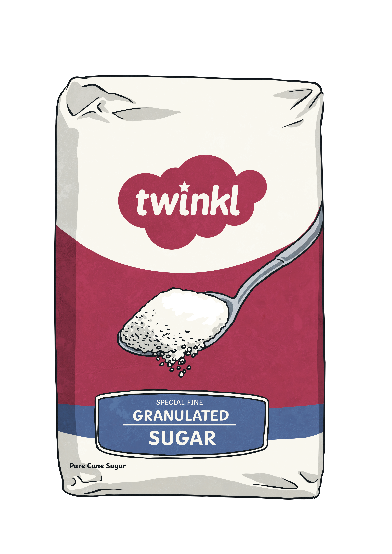 twinkl
SPECIAL FINE
GRANULATED
SUGAR
Pure Cane Sugar